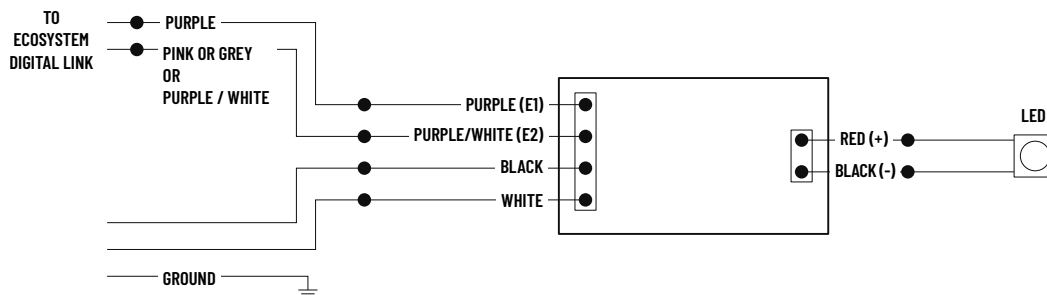 TO
ECOSYSTEM
DIGITAL LINK
PURPLE
PINK OR GREY
OR
PURPLE / WHITE
PURPLE (E1)
PURPLE/WHITE (E2)
BLACK
WHITE
GROUND
RED (+)
BLACK (-)
LED